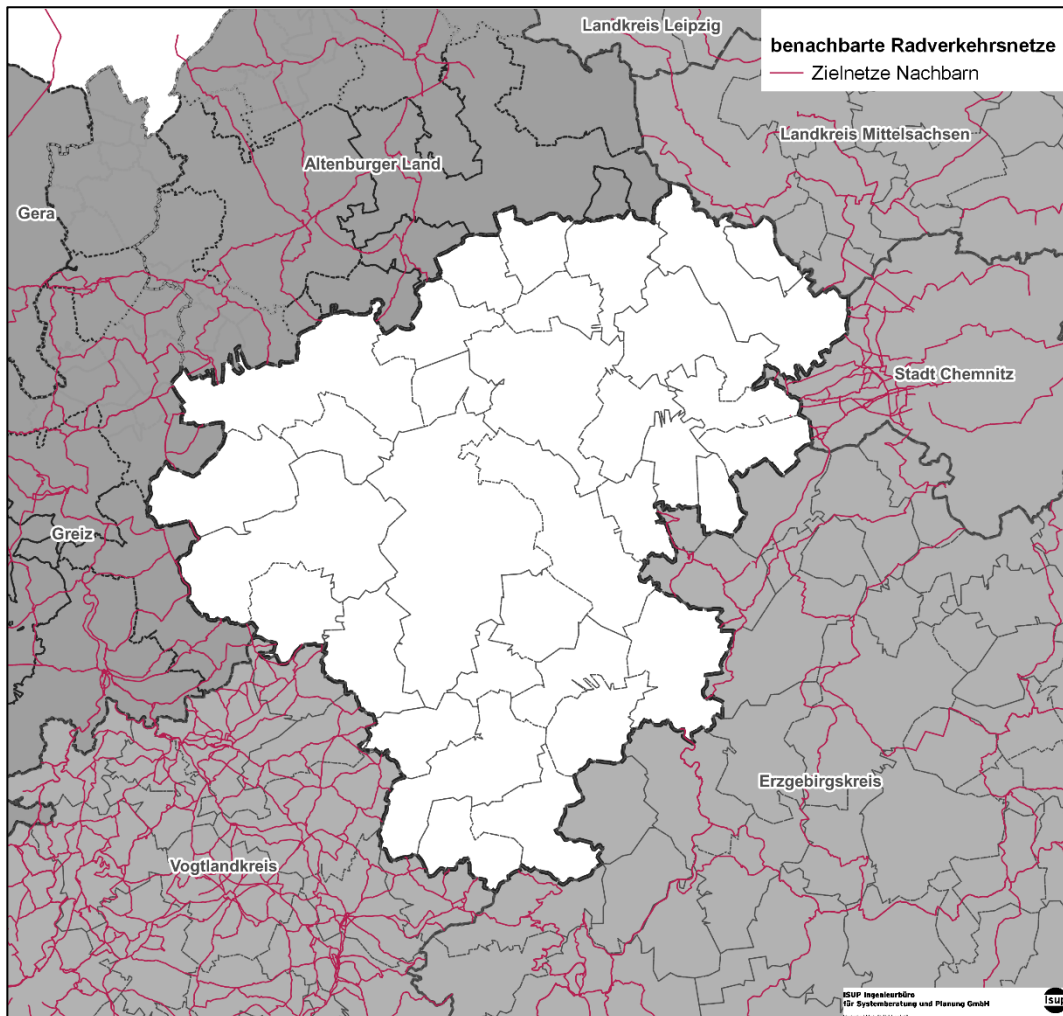 Landkreis Leipzig
benachbarte Radverkehrsnetze
Zielnetze Nachbarn
Landkreis Mittelsachsen
Altenburger Land
Gera
Stadt Chemnitz
Greiz
Erzgebirgskreis
Vogtlandkreis
ISUP Ingenieurbüro
für Systemberatung und Planung GmbH
isup